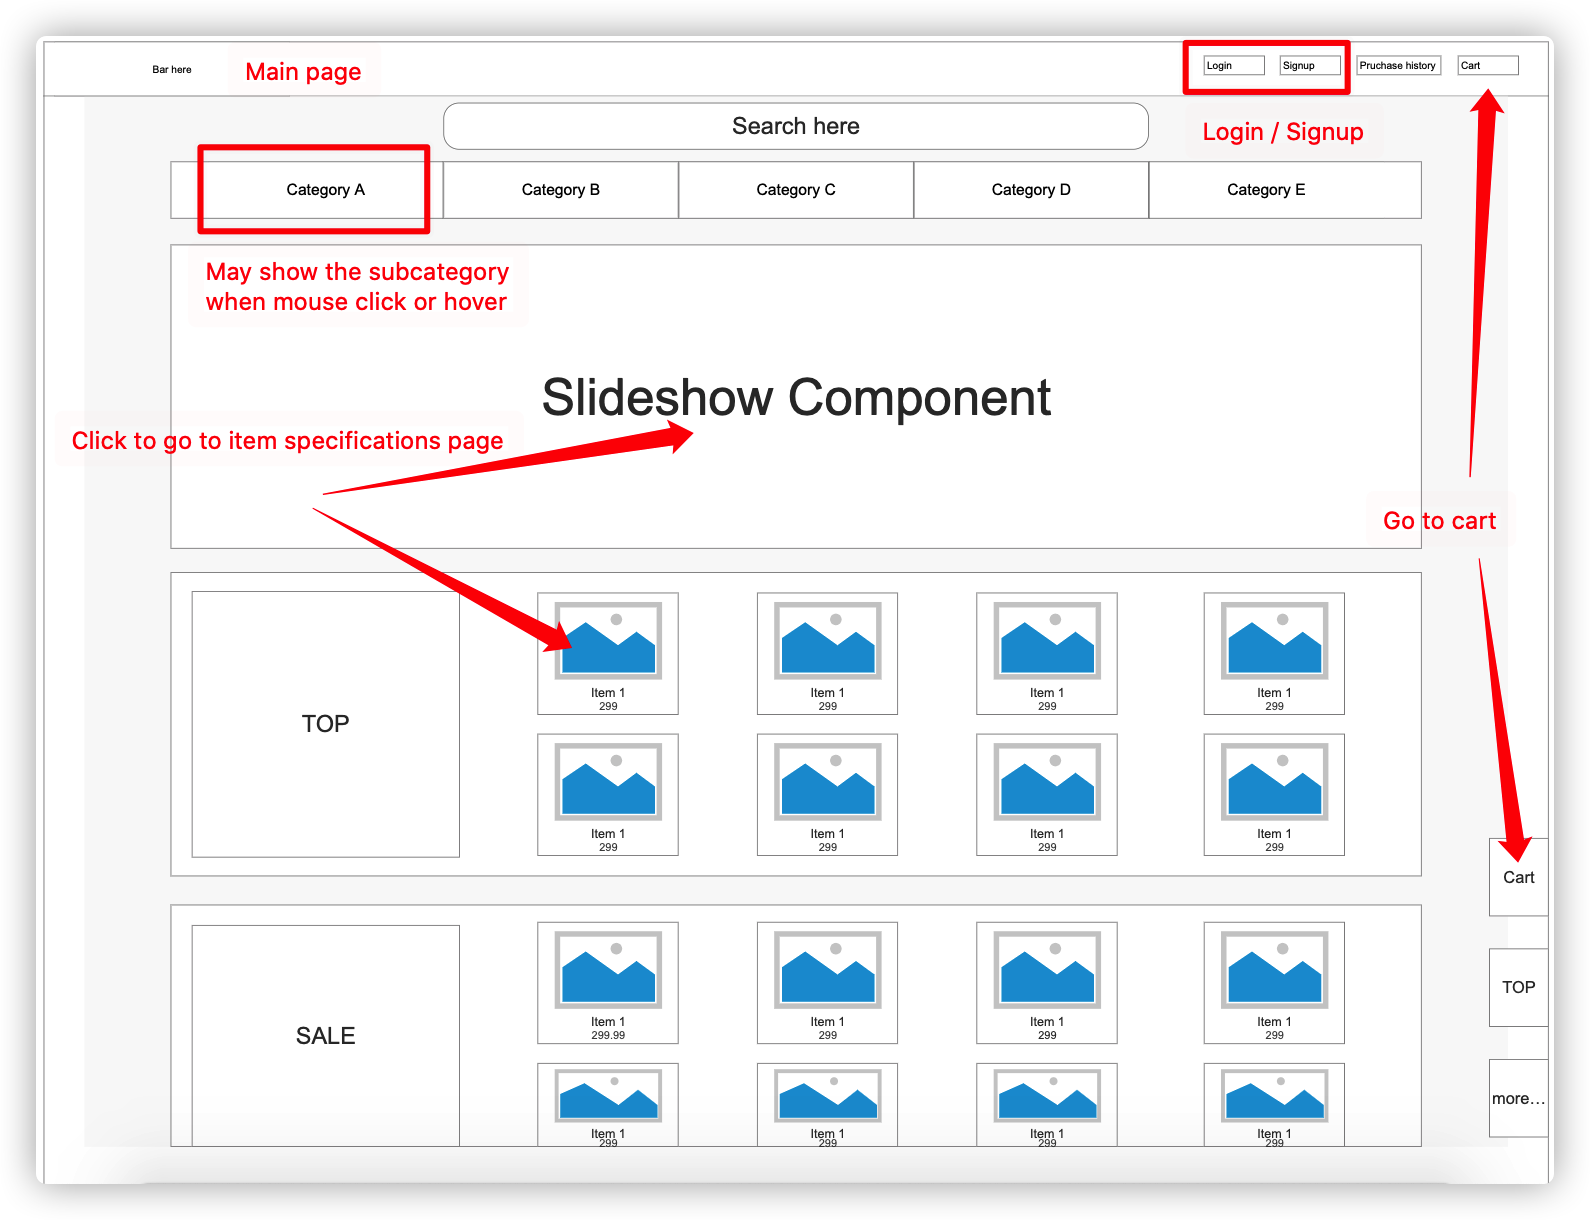 Bar here
Main page
Login
Signup
Pruchase history
Cart
Search here
Login / Signup
Category A
Category B
Category C
Category D
Category E
May show the subcategory
when mouse click or hover
Slideshow Component
Click to go to item specifications page
Go to cart
TOP
Item 1
299
Item 1
299
Item 1
299
Item 1
299
Item 1
299
Item 1
299
Item 1
299
Item 1
299
Cart
SALE
Item 1
299.99
Item 1
299
Item 1
299
Item 1
299
TOP
Item 1
299
Item 1
299
Item 1
299
Item 1
299
more...